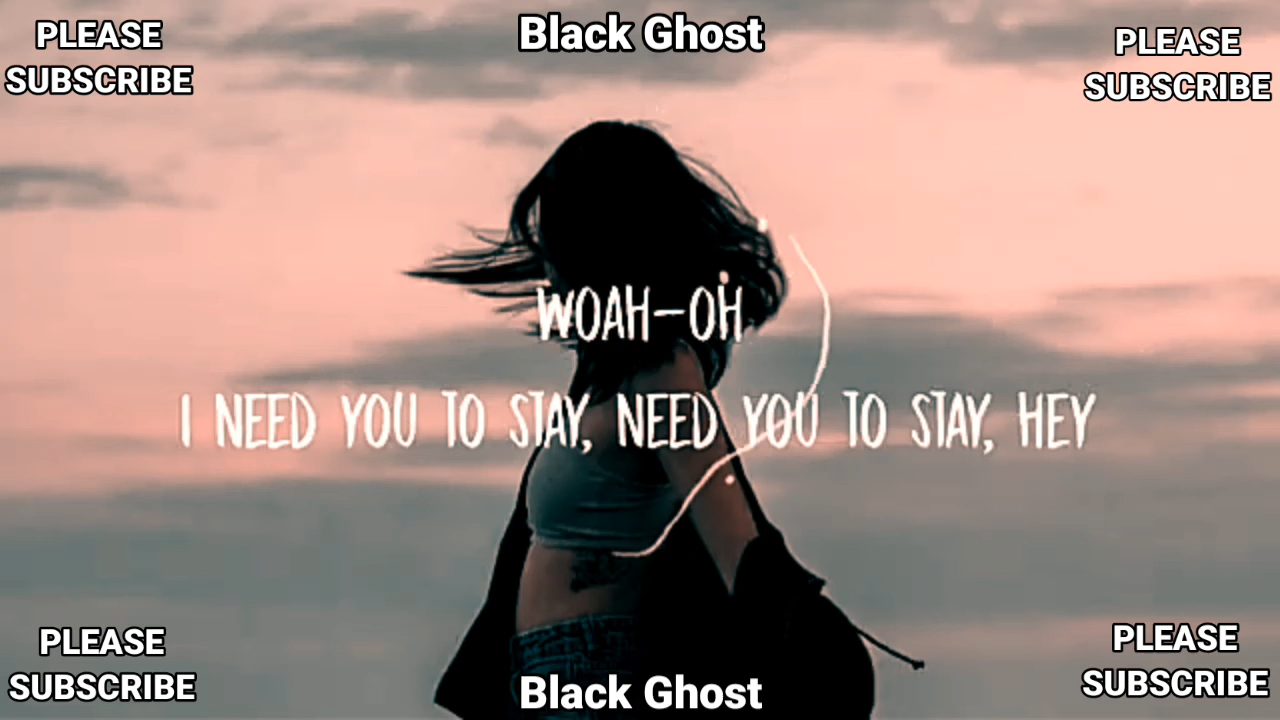 PLEASE
SUBSCRIBE
Black Ghost
PLEASE
SUBSCRIBE
WOAH-OH
I NEED YOU TO STAY, NEED YOU TO STAY, HEY
PLEASE
SUBSCRIBE
Black Ghost
PLEASE
SUBSCRIBE